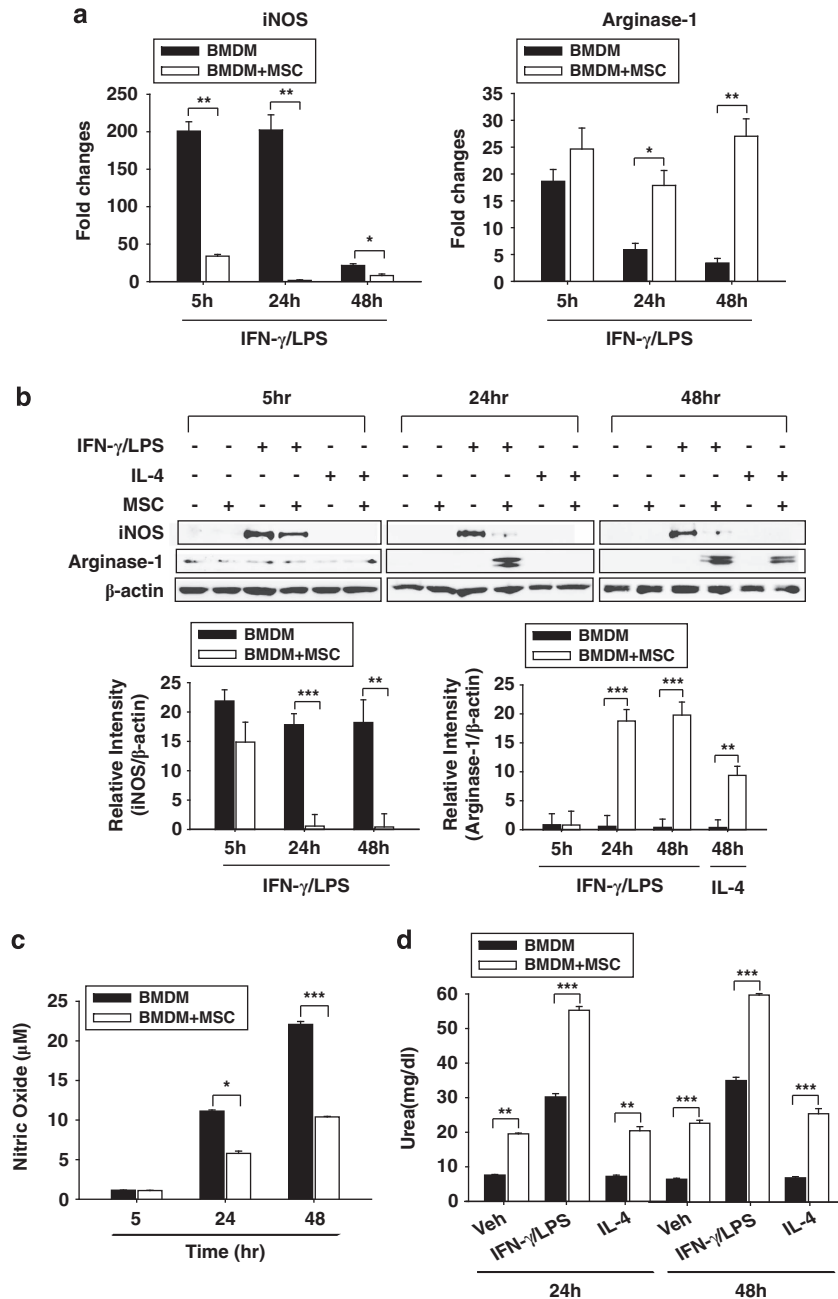 a
iNOS
Arginase-1
BMDM
BMDM+MSC
BMDM
BMDM+MSC
Fold changes
250
200
150
100
50
0
** ** *
5h 24h 48h
IFN-γ/LPS
Fold changes
35
30
25
20
15
10
5
0
* **
5h 24h 48h
IFN-γ/LPS
b
5hr 24hr 48hr
IFN-γ/LPS - - + + - - - - + + - - - - + + - -
IL-4 - - - - + + - - - - + + - - - - + +
MSC - + - + - + - + - + - + - + - + - +
iNOS
Arginase-1
β-actin
BMDM
BMDM+MSC
BMDM
BMDM+MSC
Relative Intensity
(iNOS/β-actin)
25
20
15
10
5
0
*** **
5h 24h 48h
IFN-γ/LPS
Relative Intensity
(Arginase-1/β-actin)
25
20
15
10
5
0
*** *** **
5h 24h 48h 48h
IFN-γ/LPS IL-4
c
BMDM
BMDM+MSC
Nitric Oxide (μM)
25
20
15
10
5
0
* ***
5 24 48
Time (hr)
d
BMDM
BMDM+MSC
Urea(mg/dl)
60
50
40
30
20
10
0
** *** ** *** *** ***
Veh IFN-γ/LPS IL-4 Veh IFN-γ/LPS IL-4
24h 48h